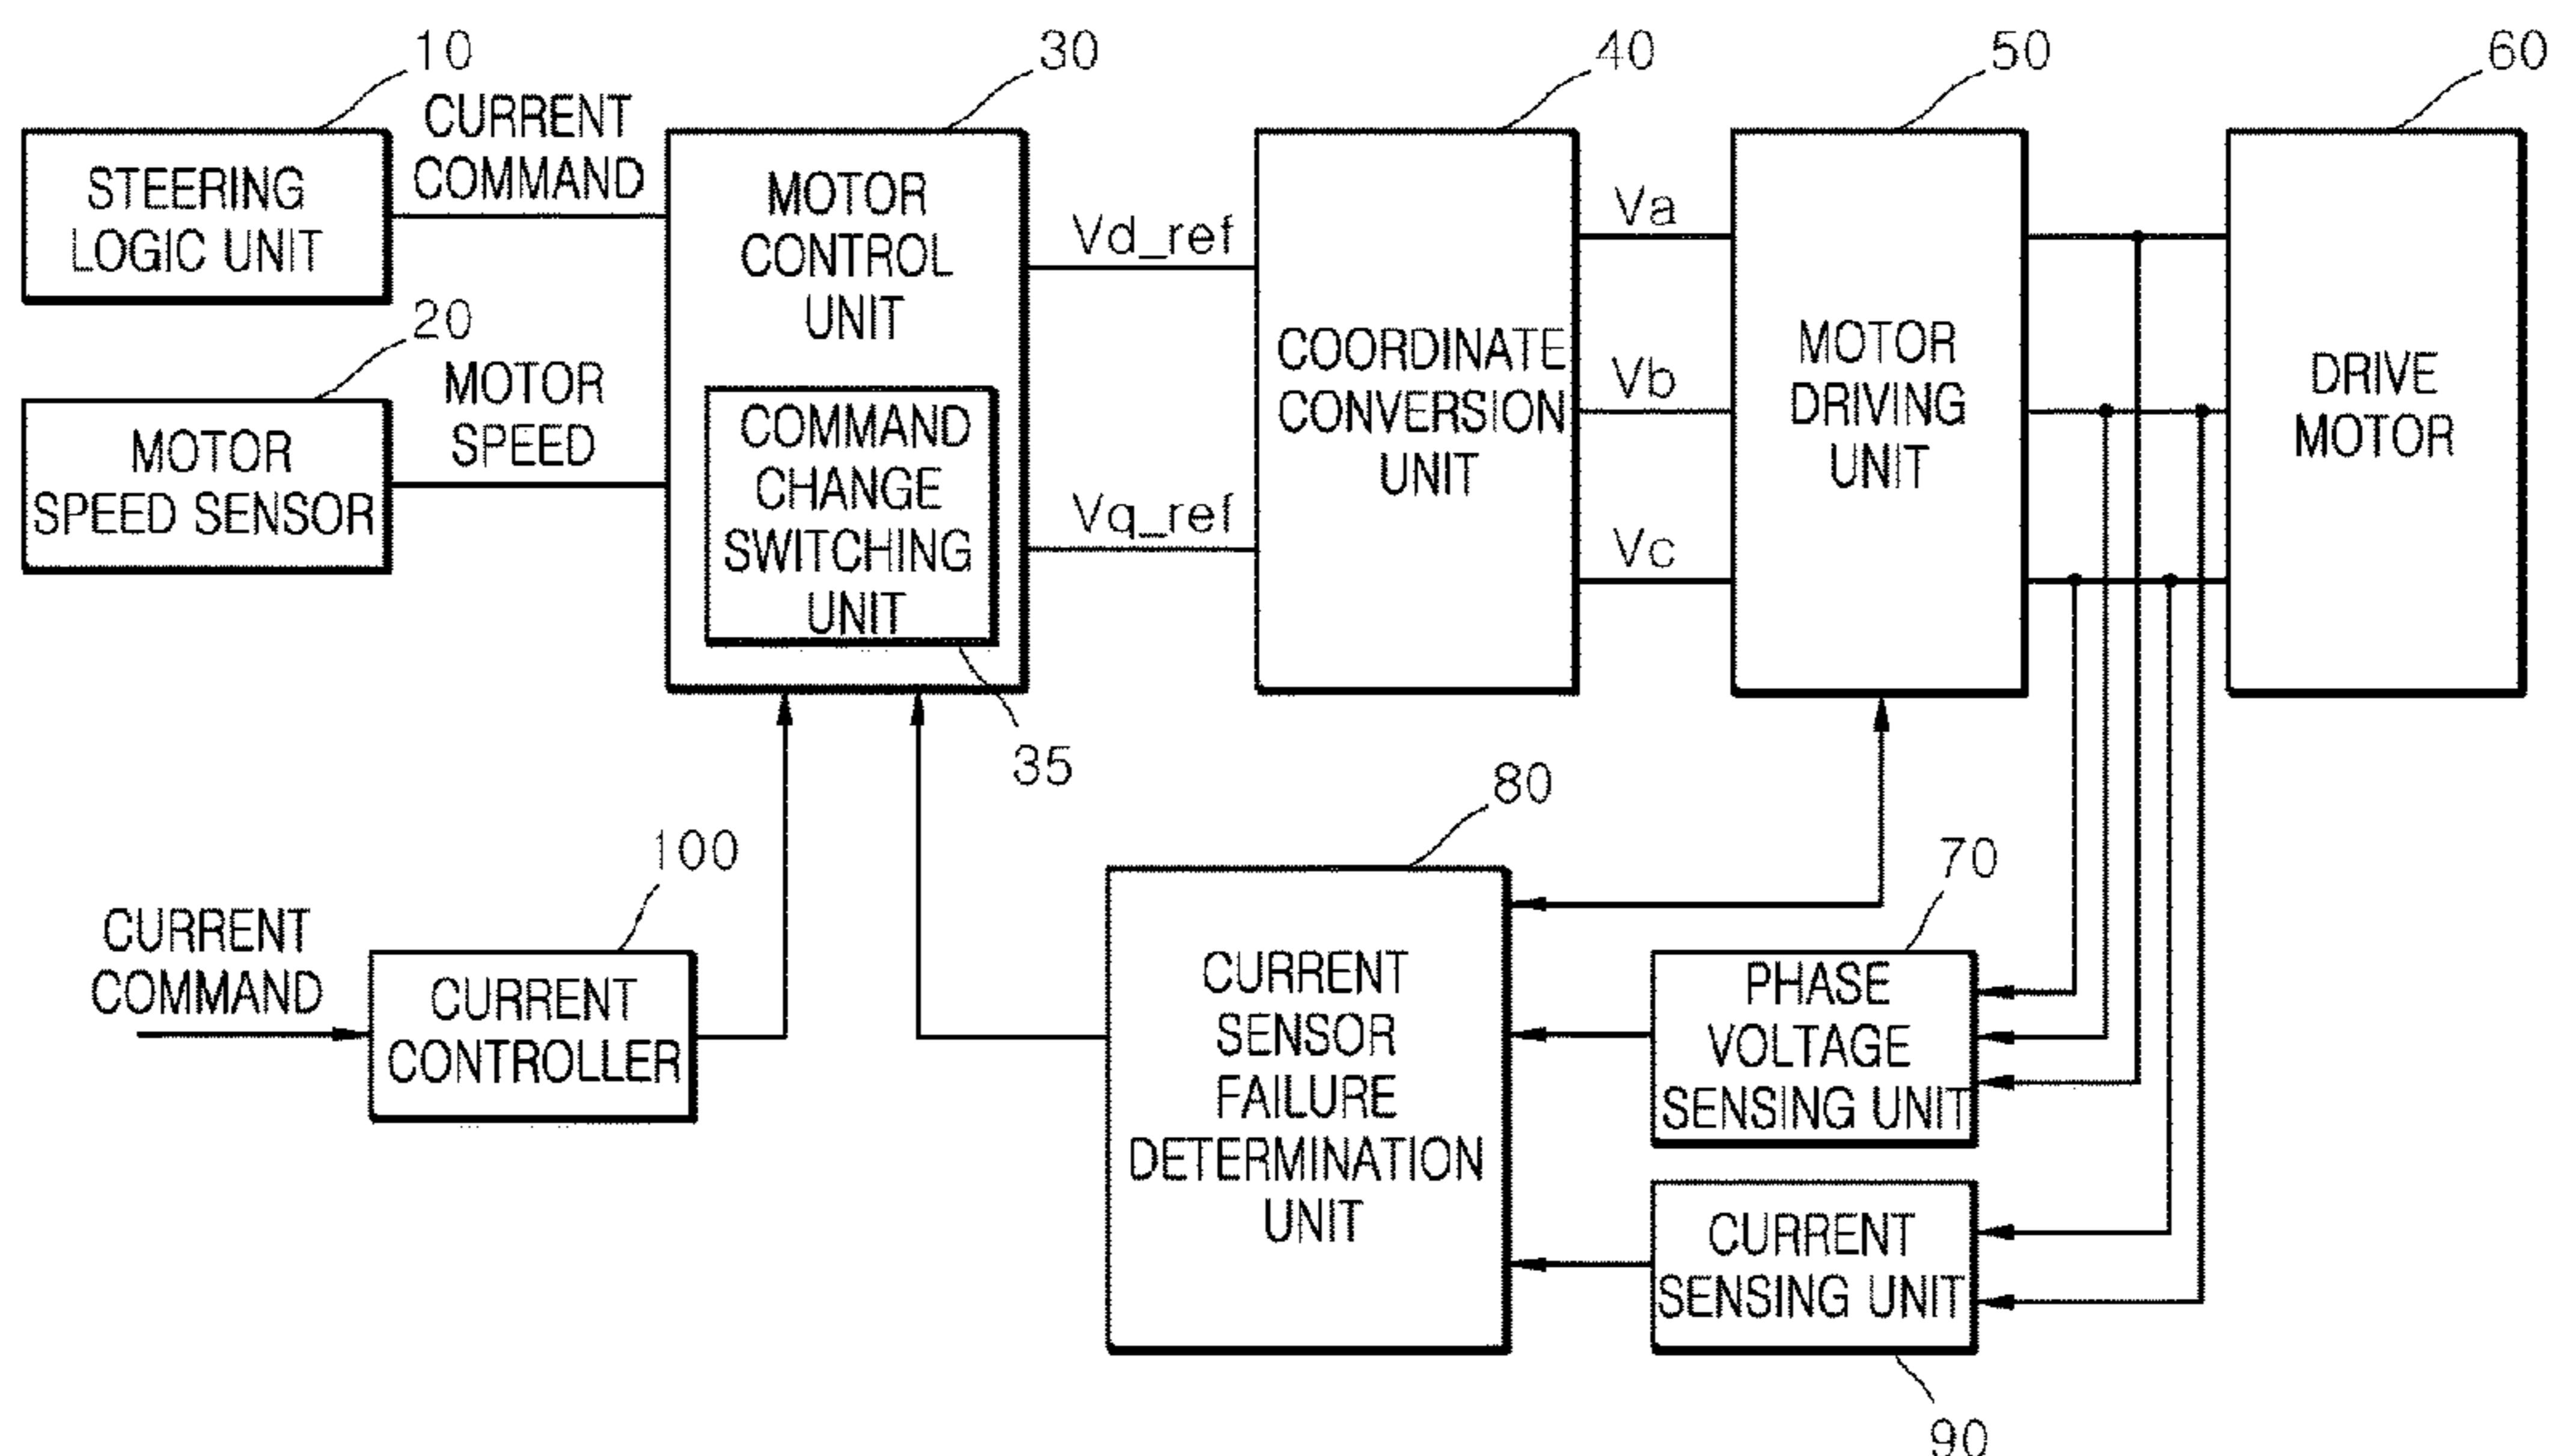 10
30
40
50
60
CURRENT
COMMAND
STEERING
LOGIC UNIT
MOTOR
CONTROL
UNIT
Vd_ref
Va
20
MOTOR
SPEED
MOTOR
SPEED SENSOR
COMMAND
CHANGE
SWITCHING
UNIT
Vq_ref
COORDINATE
CONVERSION
UNIT
Vb
Vc
MOTOR
DRIVING
UNIT
DRIVE
MOTOR
35
80
100
70
CURRENT
COMMAND
CURRENT
CONTROLLER
CURRENT
SENSOR
FAILURE
DETERMINATION
UNIT
PHASE
VOLTAGE
SENSING UNIT
CURRENT
SENSING UNIT
90